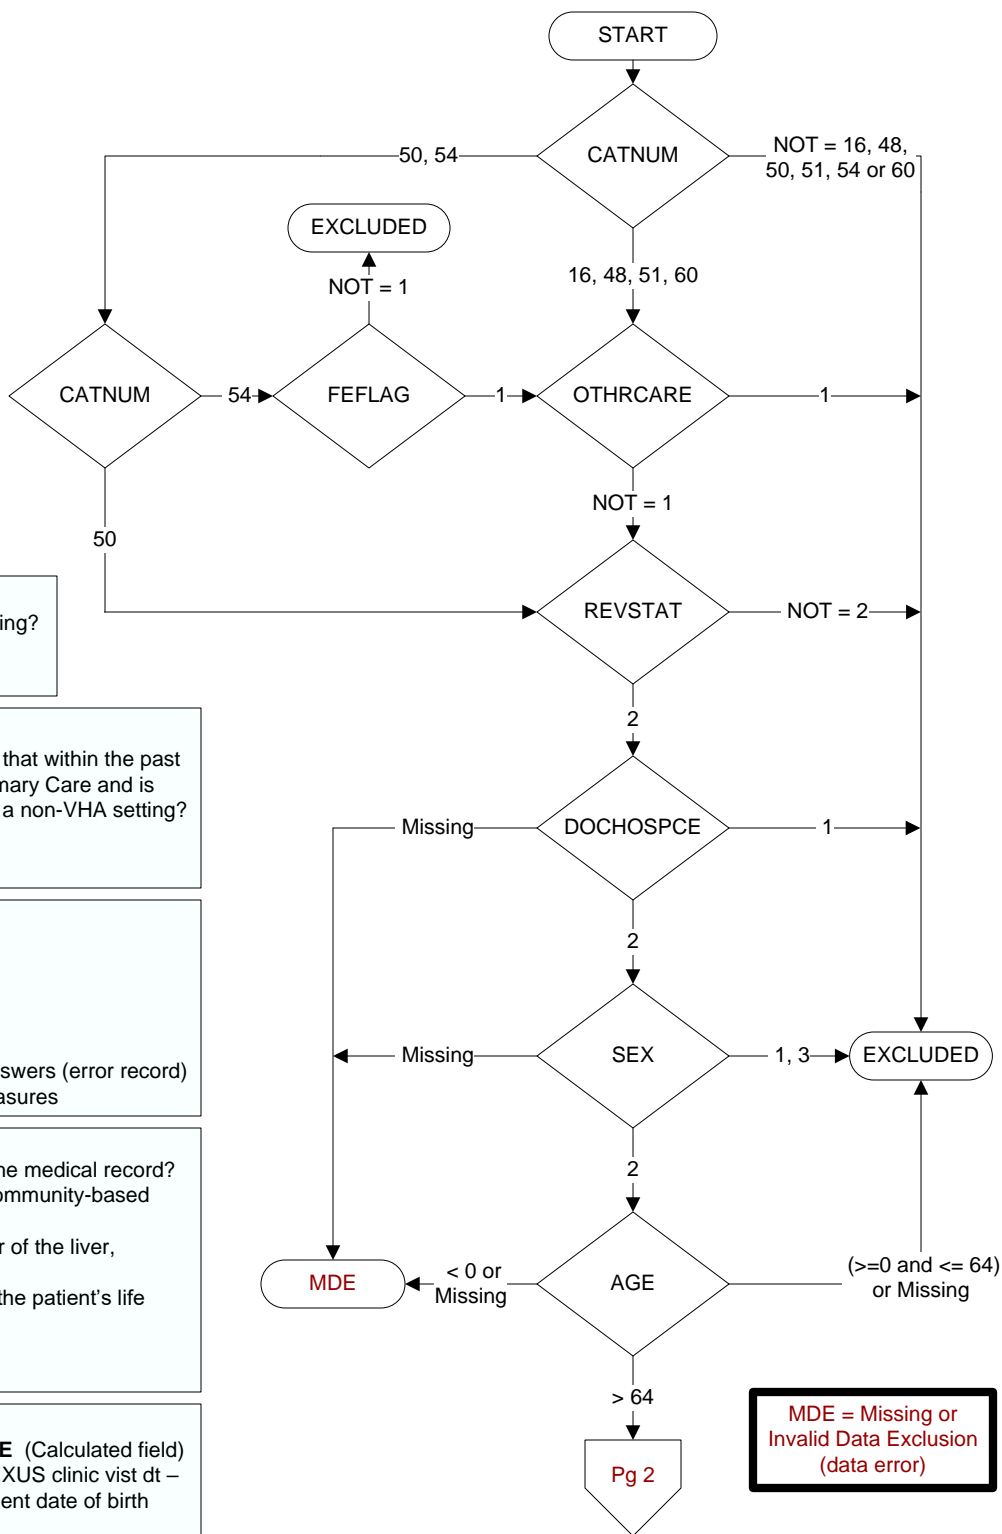 START
CATNUM
50, 54
NOT = 16, 48,
50, 51, 54 or 60
EXCLUDED
NOT = 1
16, 48, 51, 60
CATNUM
54
FEFLAG
1
OTHRCARE
1
NOT = 1
50
REVSTAT
NOT = 2
2
DOCHOSPCE
Missing
1
2
SEX
Missing
1, 3
EXCLUDED
2
AGE
< 0 or
Missing
MDE
(>=0 and <= 64)
or Missing
> 64
Pg 2
MDE = Missing or
Invalid Data Exclusion
(data error)
ing?
that within the past
mary Care and is
a non-VHA setting?
swers (error record)
asures
he medical record?
ommunity-based
r of the liver,
the patient's life
E (Calculated field)
XUS clinic vist dt –
ent date of birth